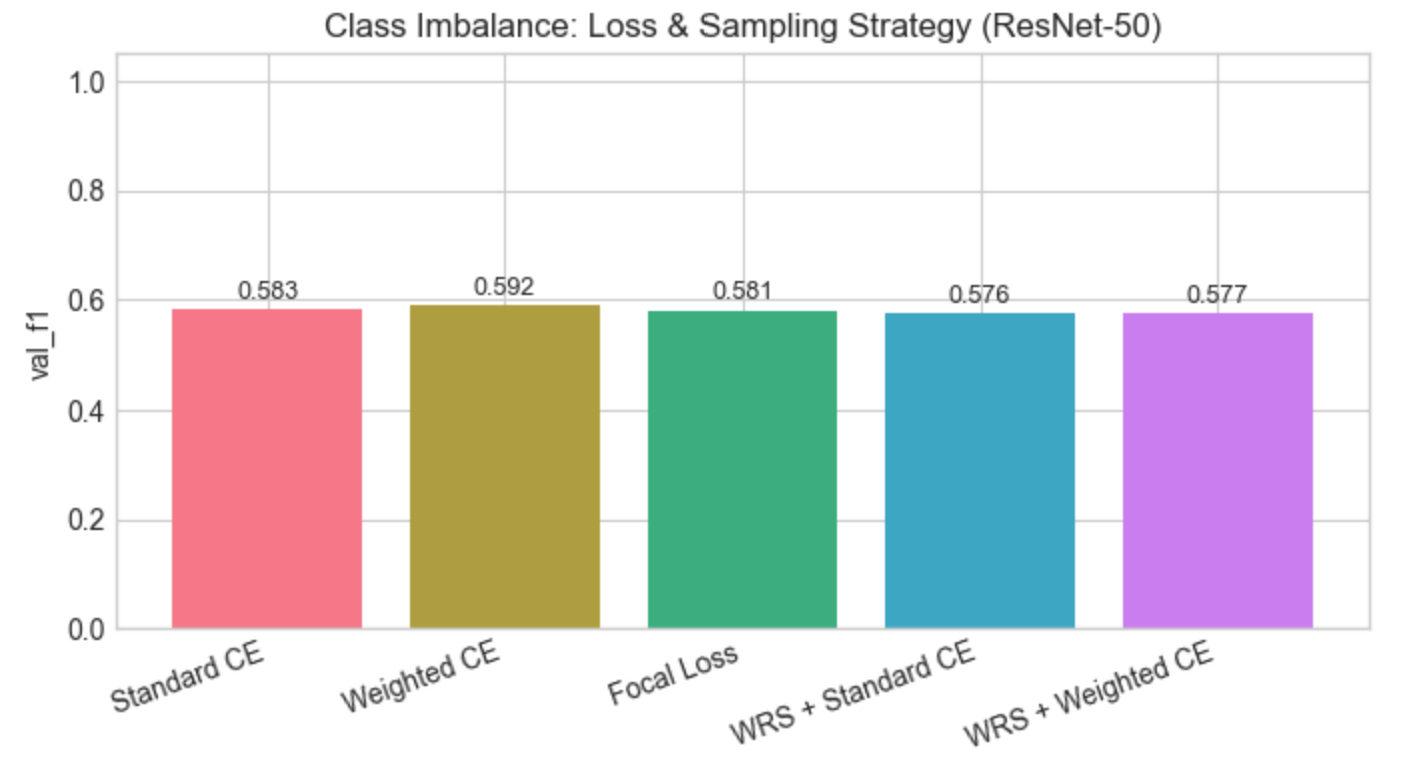 Class Imbalance: Loss & Sampling Strategy (ResNet-50)
val_f1
1.0
0.8
0.6
0.4
0.2
0.0
0.583
0.592
0.581
0.576
0.577
Standard CE
Weighted CE
Focal Loss
WRS + Standard CE
WRS + Weighted CE